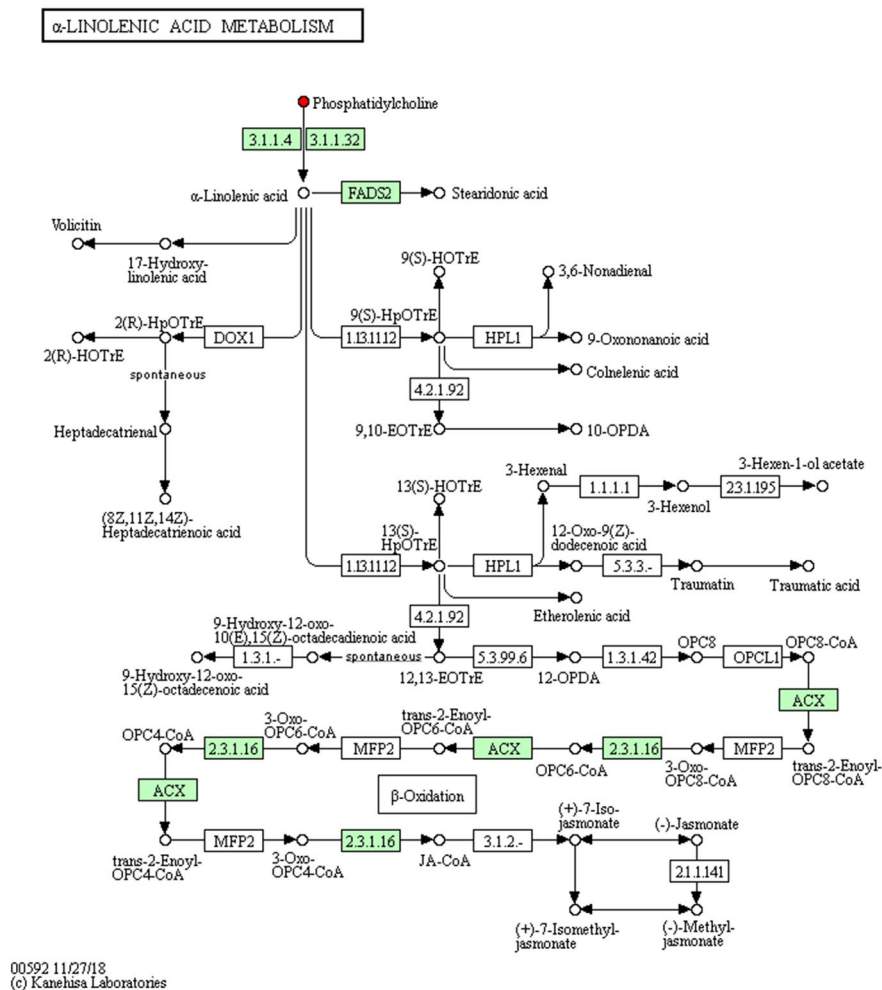 α-LINOLENIC ACID METABOLISM
Phosphatidylcholine
3.1.1.4
3.1.1.32
α-Linolenic acid
FADS2
Stearidonic acid
Volicitin
17-Hydroxy-
linolenic acid
9(S)-HOTrE
3,6-Nonadienal
2(R)-HpOTrE
DOX1
2(R)-HOTrE
spontaneous
9(S)-HpOTrE
1.13.11.12
HPL1
9-Oxononanoic acid
Colnelenic acid
4.2.1.92
Heptadecatrienal
9,10-EOTrE
10-OPDA
(8Z,11Z,14Z)-
Heptadecatrienoic acid
13(S)-HOTrE
3-Hexenal
1.1.1.1
3-Hexenol
2.3.1.195
3-Hexen-1-ol acetate
13(S)-
HpOTrE
1.13.11.12
HPL1
12-Oxo-9(Z)-
dodecenoic acid
5.3.3.-
Traumatin
Traumatic acid
Etherolenic acid
4.2.1.92
9-Hydroxy-12-oxo-
10(E),15(Z)-octadecadienoic acid
1.3.1.-
spontaneous
9-Hydroxy-12-oxo-
15(Z)-octadecenoic acid
12,13-EOTrE
5.3.99.6
12-OPDA
1.3.1.42
OPC8
OPCL1
OPC8-CoA
ACX
trans-2-Enoyl-
OPC8-CoA
MFP2
3-Oxo-
OPC8-CoA
2.3.1.16
OPC6-CoA
ACX
trans-2-Enoyl-
OPC6-CoA
MFP2
3-Oxo-
OPC6-CoA
2.3.1.16
OPC4-CoA
ACX
β-Oxidation
trans-2-Enoyl-
OPC4-CoA
MFP2
3-Oxo-
OPC4-CoA
2.3.1.16
JA-CoA
3.1.2.-
(+)-7-Iso-
jasmonate
(-)-Jasmonate
2.1.1.141
(+)-7-Isomethyl-
jasmonate
(-)-Methyl-
jasmonate
00592 11/27/18
(c) Kanehisa Laboratories